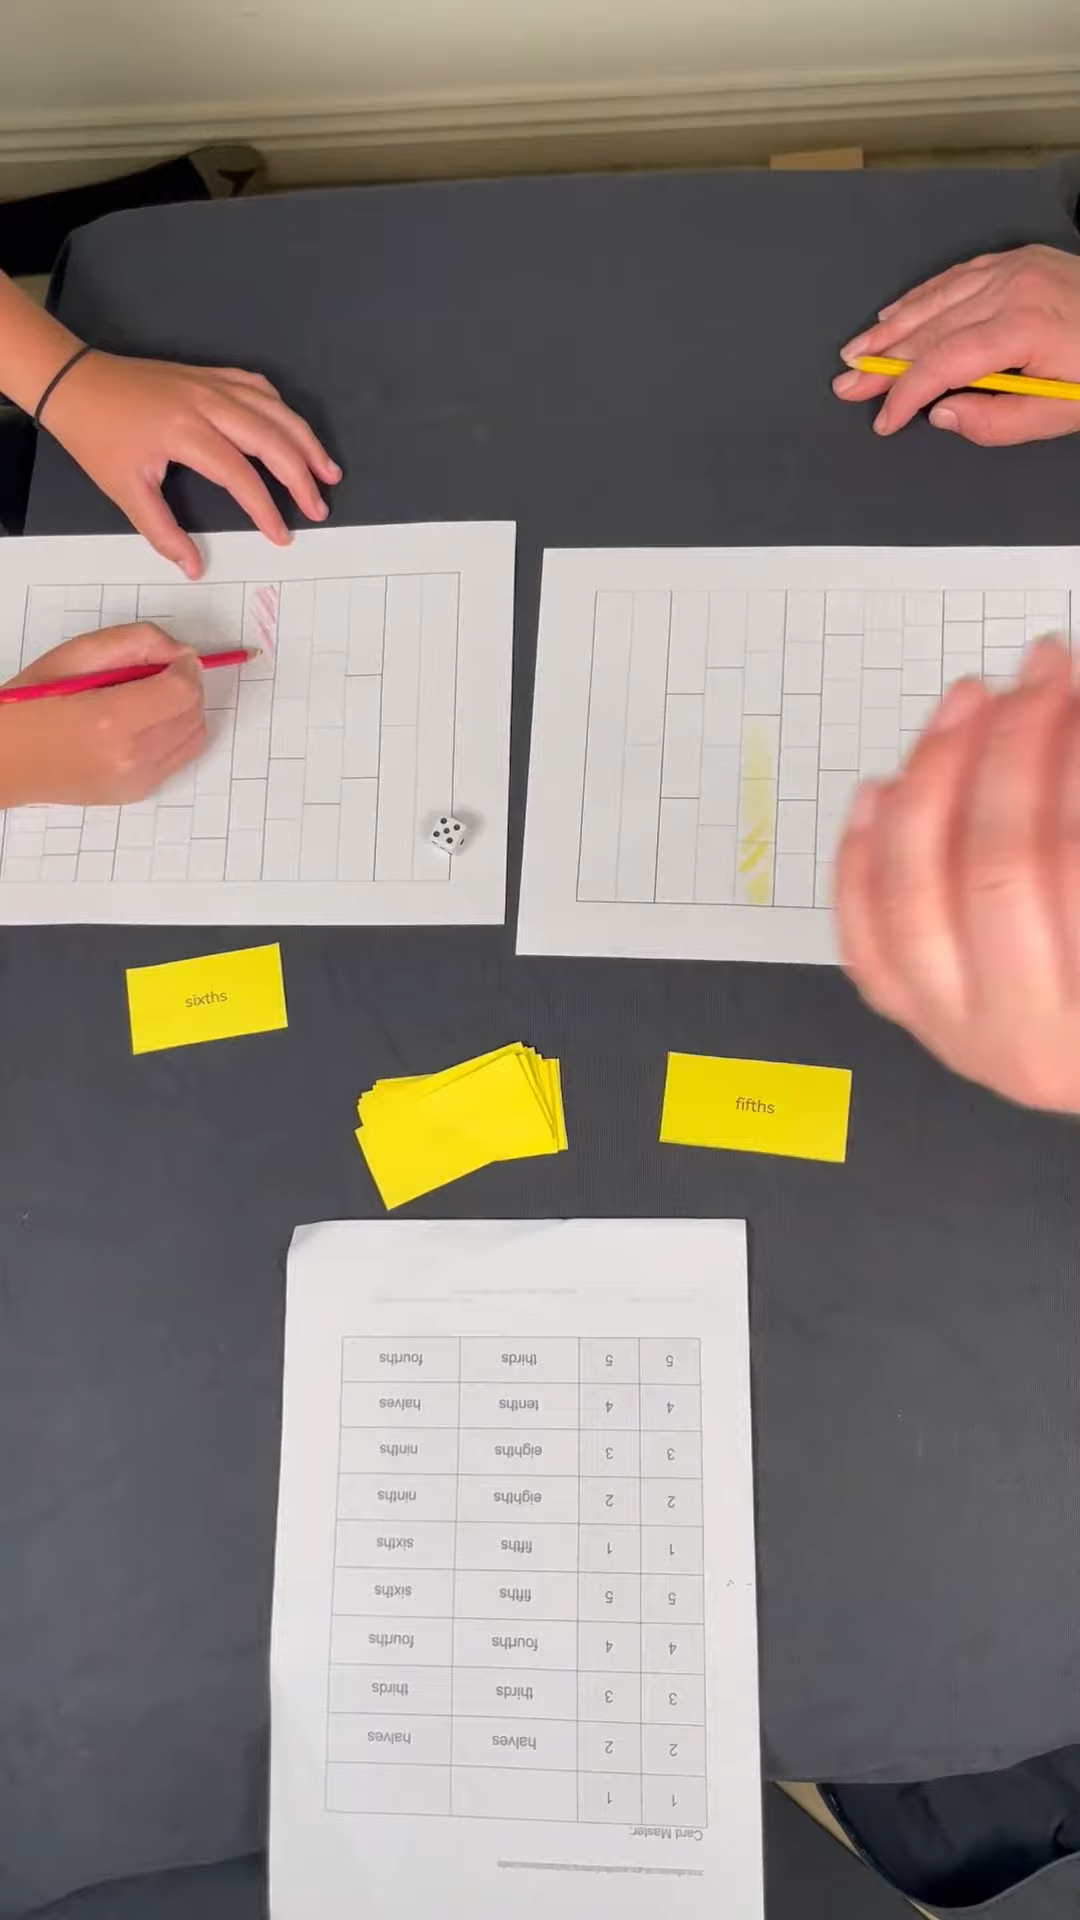 sixths
fifths
Card Master:
1 1
2 2 halves halves
3 3 thirds thirds
4 4 fourths fourths
5 5 fifths sixths
1 1 fifths sixths
2 2 eighths ninths
3 3 eighths ninths
4 4 tenths halves
5 5 thirds fourths